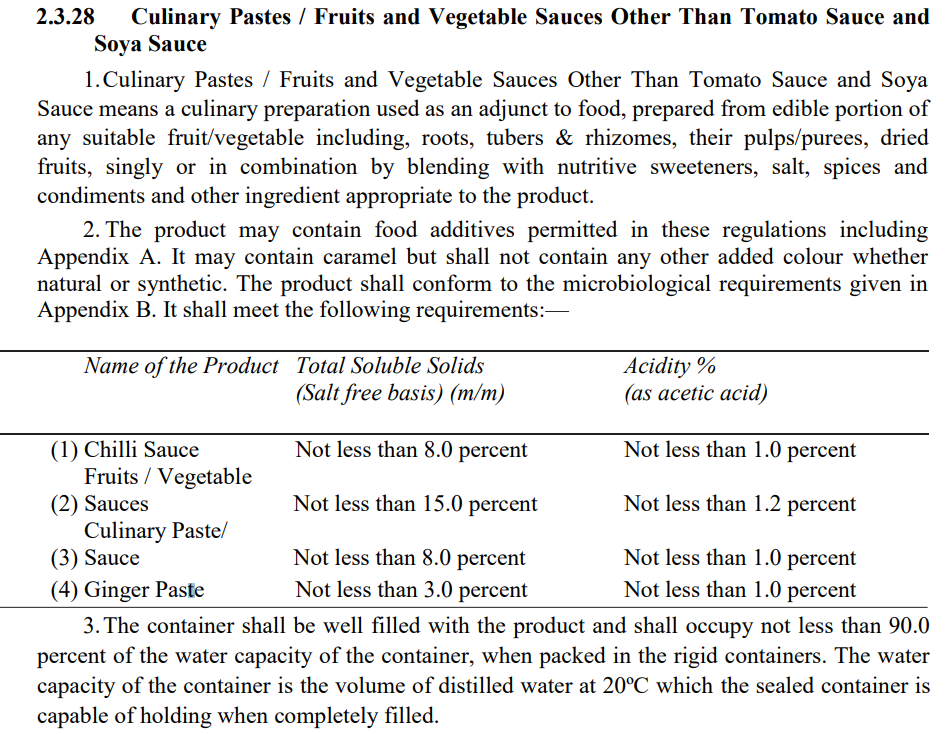 2.3.28 Culinary Pastes / Fruits and Vegetable Sauces Other Than Tomato Sauce and
Soya Sauce
1.Culinary Pastes / Fruits and Vegetable Sauces Other Than Tomato Sauce and Soya
Sauce means a culinary preparation used as an adjunct to food, prepared from edible portion of
any suitable fruit/vegetable including, roots, tubers & rhizomes, their pulps/purees, dried
fruits, singly or in combination by blending with nutritive sweeteners, salt, spices and
condiments and other ingredient appropriate to the product.
2. The product may contain food additives permitted in these regulations including
Appendix A. It may contain caramel but shall not contain any other added colour whether
natural or synthetic. The product shall conform to the microbiological requirements given in
Appendix B. It shall meet the following requirements:—
Name of the Product Total Soluble Solids Acidity %
(Salt free basis) (m/m) (as acetic acid)
(1) Chilli Sauce Not less than 8.0 percent Not less than 1.0 percent
Fruits / Vegetable
(2) Sauces Not less than 15.0 percent Not less than 1.2 percent
Culinary Paste/
(3) Sauce Not less than 8.0 percent Not less than 1.0 percent
(4) Ginger Paste Not less than 3.0 percent Not less than 1.0 percent
3.The container shall be well filled with the product and shall occupy not less than 90.0
percent of the water capacity of the container, when packed in the rigid containers. The water
capacity of the container is the volume of distilled water at 20ºC which the sealed container is
capable of holding when completely filled.